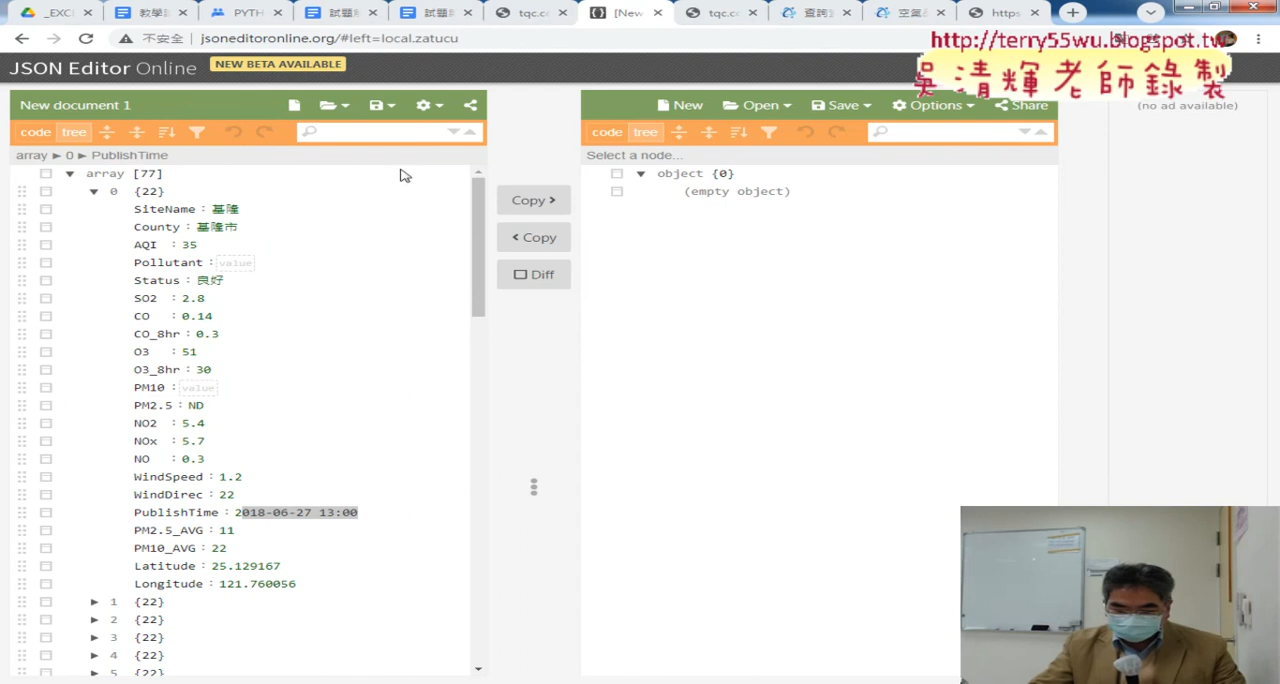 _EXC
教學
PYTH
試題
試題
tqc.cc
[New
tqc.cc
查詢
空氣
https
不安全
jsoneditoronline.org/#left=local.zatucu
http://terry55wu.blogspot.tw
吳清輝老師錄製
JSON Editor Online
NEW BETA AVAILABLE
New document 1
New
Open
Save
Options
Share
(no ad available)
code
tree
code
tree
array ► 0 ► PublishTime
Select a node...
array [77]
0 {22}
SiteName : 基隆
County : 基隆市
AQI : 35
Pollutant : value
Status : 良好
SO2 : 2.8
CO : 0.14
CO_8hr : 0.3
O3 : 51
O3_8hr : 30
PM10 : value
PM2.5 : ND
NO2 : 5.4
NOx : 5.7
NO : 0.3
WindSpeed : 1.2
WindDirec : 22
PublishTime : 2018-06-27 13:00
PM2.5_AVG : 11
PM10_AVG : 22
Latitude : 25.129167
Longitude : 121.760056
1 {22}
2 {22}
3 {22}
4 {22}
5 {22}
Copy >
< Copy
Diff
object {0}
(empty object)